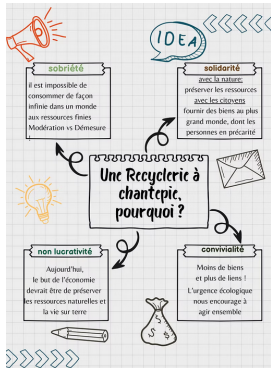 IDEA
sobriété
il est impossible de
consommer de façon
infinie dans un monde
aux ressources finies
Modération vs Démesure
!
solidarité
avec la nature:
préserver les ressources
avec les citoyens
fournir des biens au plus
grand monde, dont les
personnes en précarité
Une Recyclerie à
chantepie,
pourquoi ?
non lucrativité
Aujourd'hui,
le but de l'économie
devrait être de préserver
les ressources naturelles et
la vie sur terre
convivialité
Moins de biens
et plus de liens !
L'urgence écologique
nous encourage à
agir ensemble
$
$
$